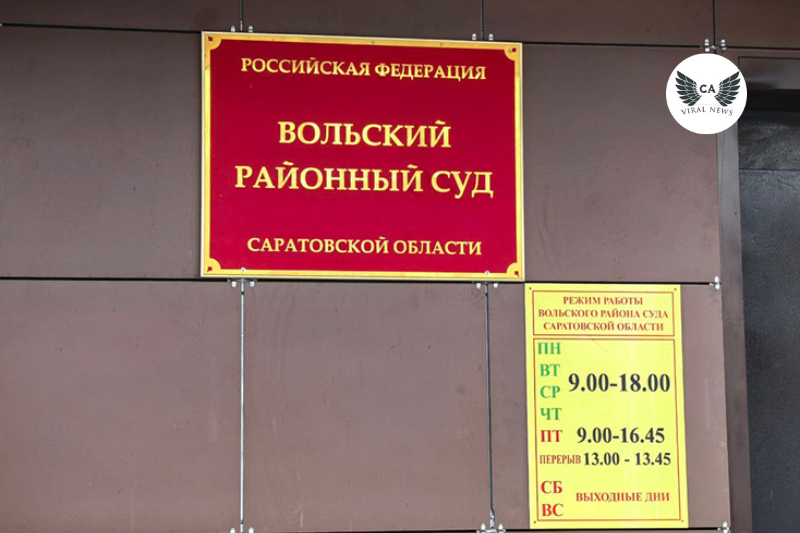 РОССИЙСКАЯ ФЕДЕРАЦИЯ
ВОЛЬСКИЙ
РАЙОННЫЙ СУД
САРАТОВСКОЙ ОБЛАСТИ
CA
VIRAL NEWS
РЕЖИМ РАБОТЫ
ВОЛЬСКОГО РАЙОНА СУДА
САРАТОВСКОЙ ОБЛАСТИ
ПН
ВТ
СР 9.00-18.00
ЧТ
ПТ 9.00-16.45
ПЕРЕРЫВ 13.00 - 13.45
СБ
ВС ВЫХОДНЫЕ ДНИ